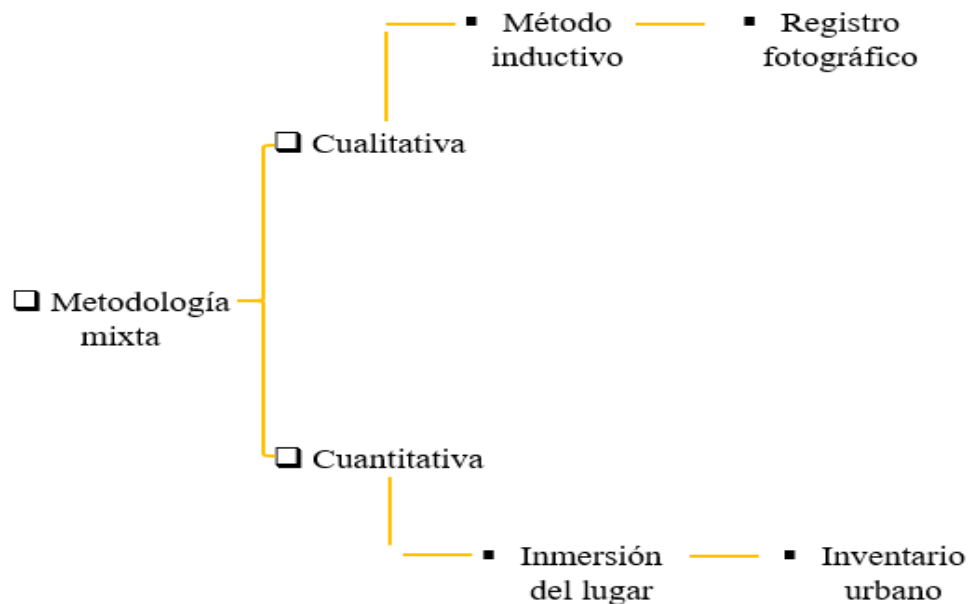 Método
inductivo
Registro
fotográfico
Cualitativa
Metodología
mixta
Cuantitativa
Inmersión
del lugar
Inventario
urbano